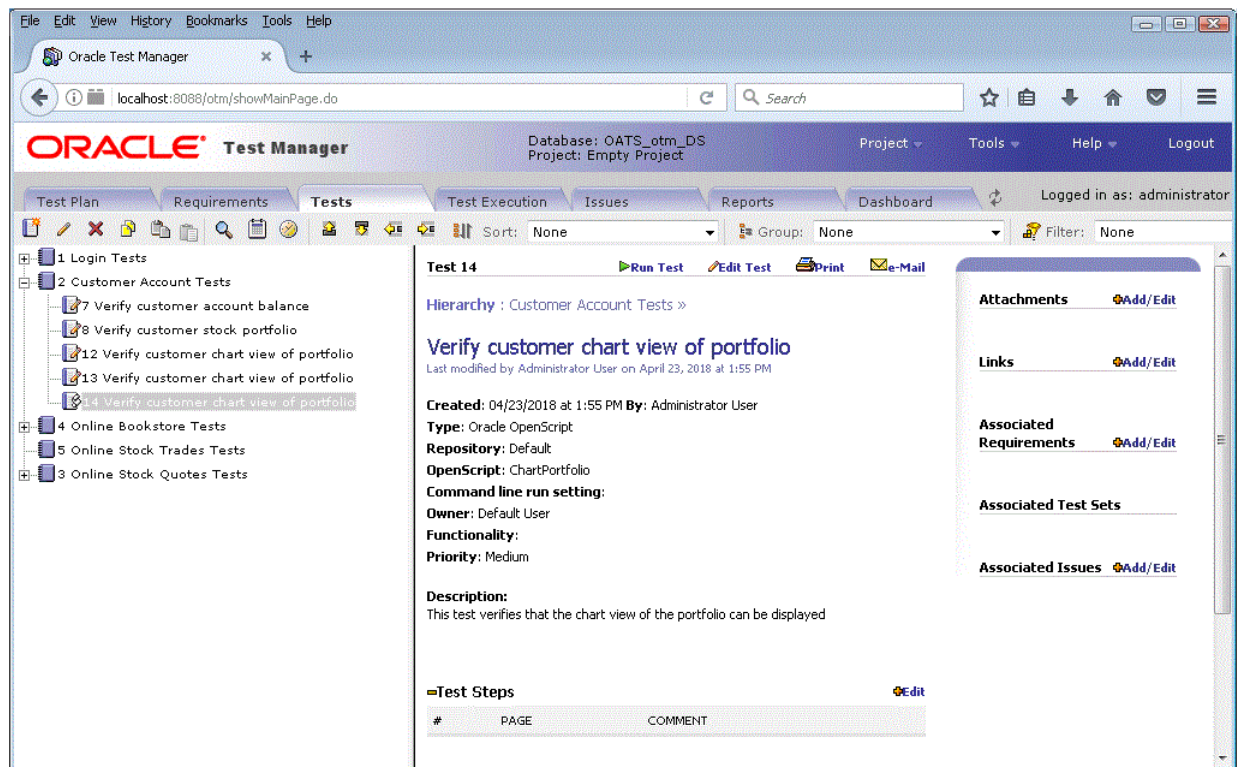 File Edit View History Bookmarks Tools Help
Oracle Test Manager × +
localhost:8088/otm/showMainPage.do Search
ORACLE Test Manager Database: OATS_otm_DS Project Tools Help Logout
Project: Empty Project
Test Plan Requirements Tests Test Execution Issues Reports Dashboard Logged in as: administrator
Sort: None Group: None Filter: None
1 Login Tests
2 Customer Account Tests
7 Verify customer account balance
8 Verify customer stock portfolio
12 Verify customer chart view of portfolio
13 Verify customer chart view of portfolio
14 Verify customer chart view of portfolio
4 Online Bookstore Tests
5 Online Stock Trades Tests
3 Online Stock Quotes Tests
Test 14 Run Test Edit Test Print e-Mail
Hierarchy : Customer Account Tests »
Verify customer chart view of portfolio
Last modified by Administrator User on April 23, 2018 at 1:55 PM
Created: 04/23/2018 at 1:55 PM By: Administrator User
Type: Oracle OpenScript
Repository: Default
OpenScript: ChartPortfolio
Command line run setting:
Owner: Default User
Functionality:
Priority: Medium
Description:
This test verifies that the chart view of the portfolio can be displayed
Test Steps Edit
# PAGE COMMENT
Attachments Add/Edit
Links Add/Edit
Associated
Requirements Add/Edit
Associated Test Sets
Associated Issues Add/Edit